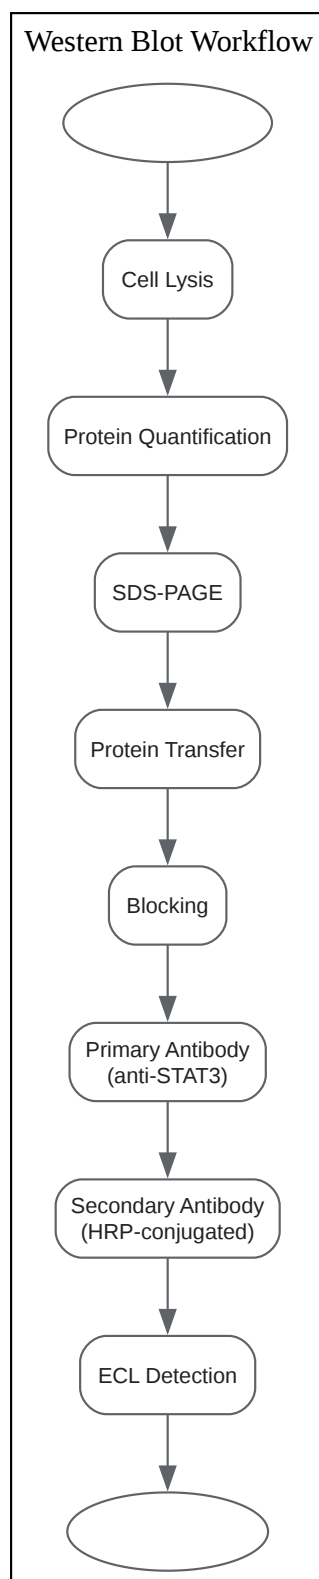 Western Blot Workflow
Cell Lysis
Protein Quantification
SDS-PAGE
Protein Transfer
Blocking
Primary Antibody
(anti-STAT3)
Secondary Antibody
(HRP-conjugated)
ECL Detection